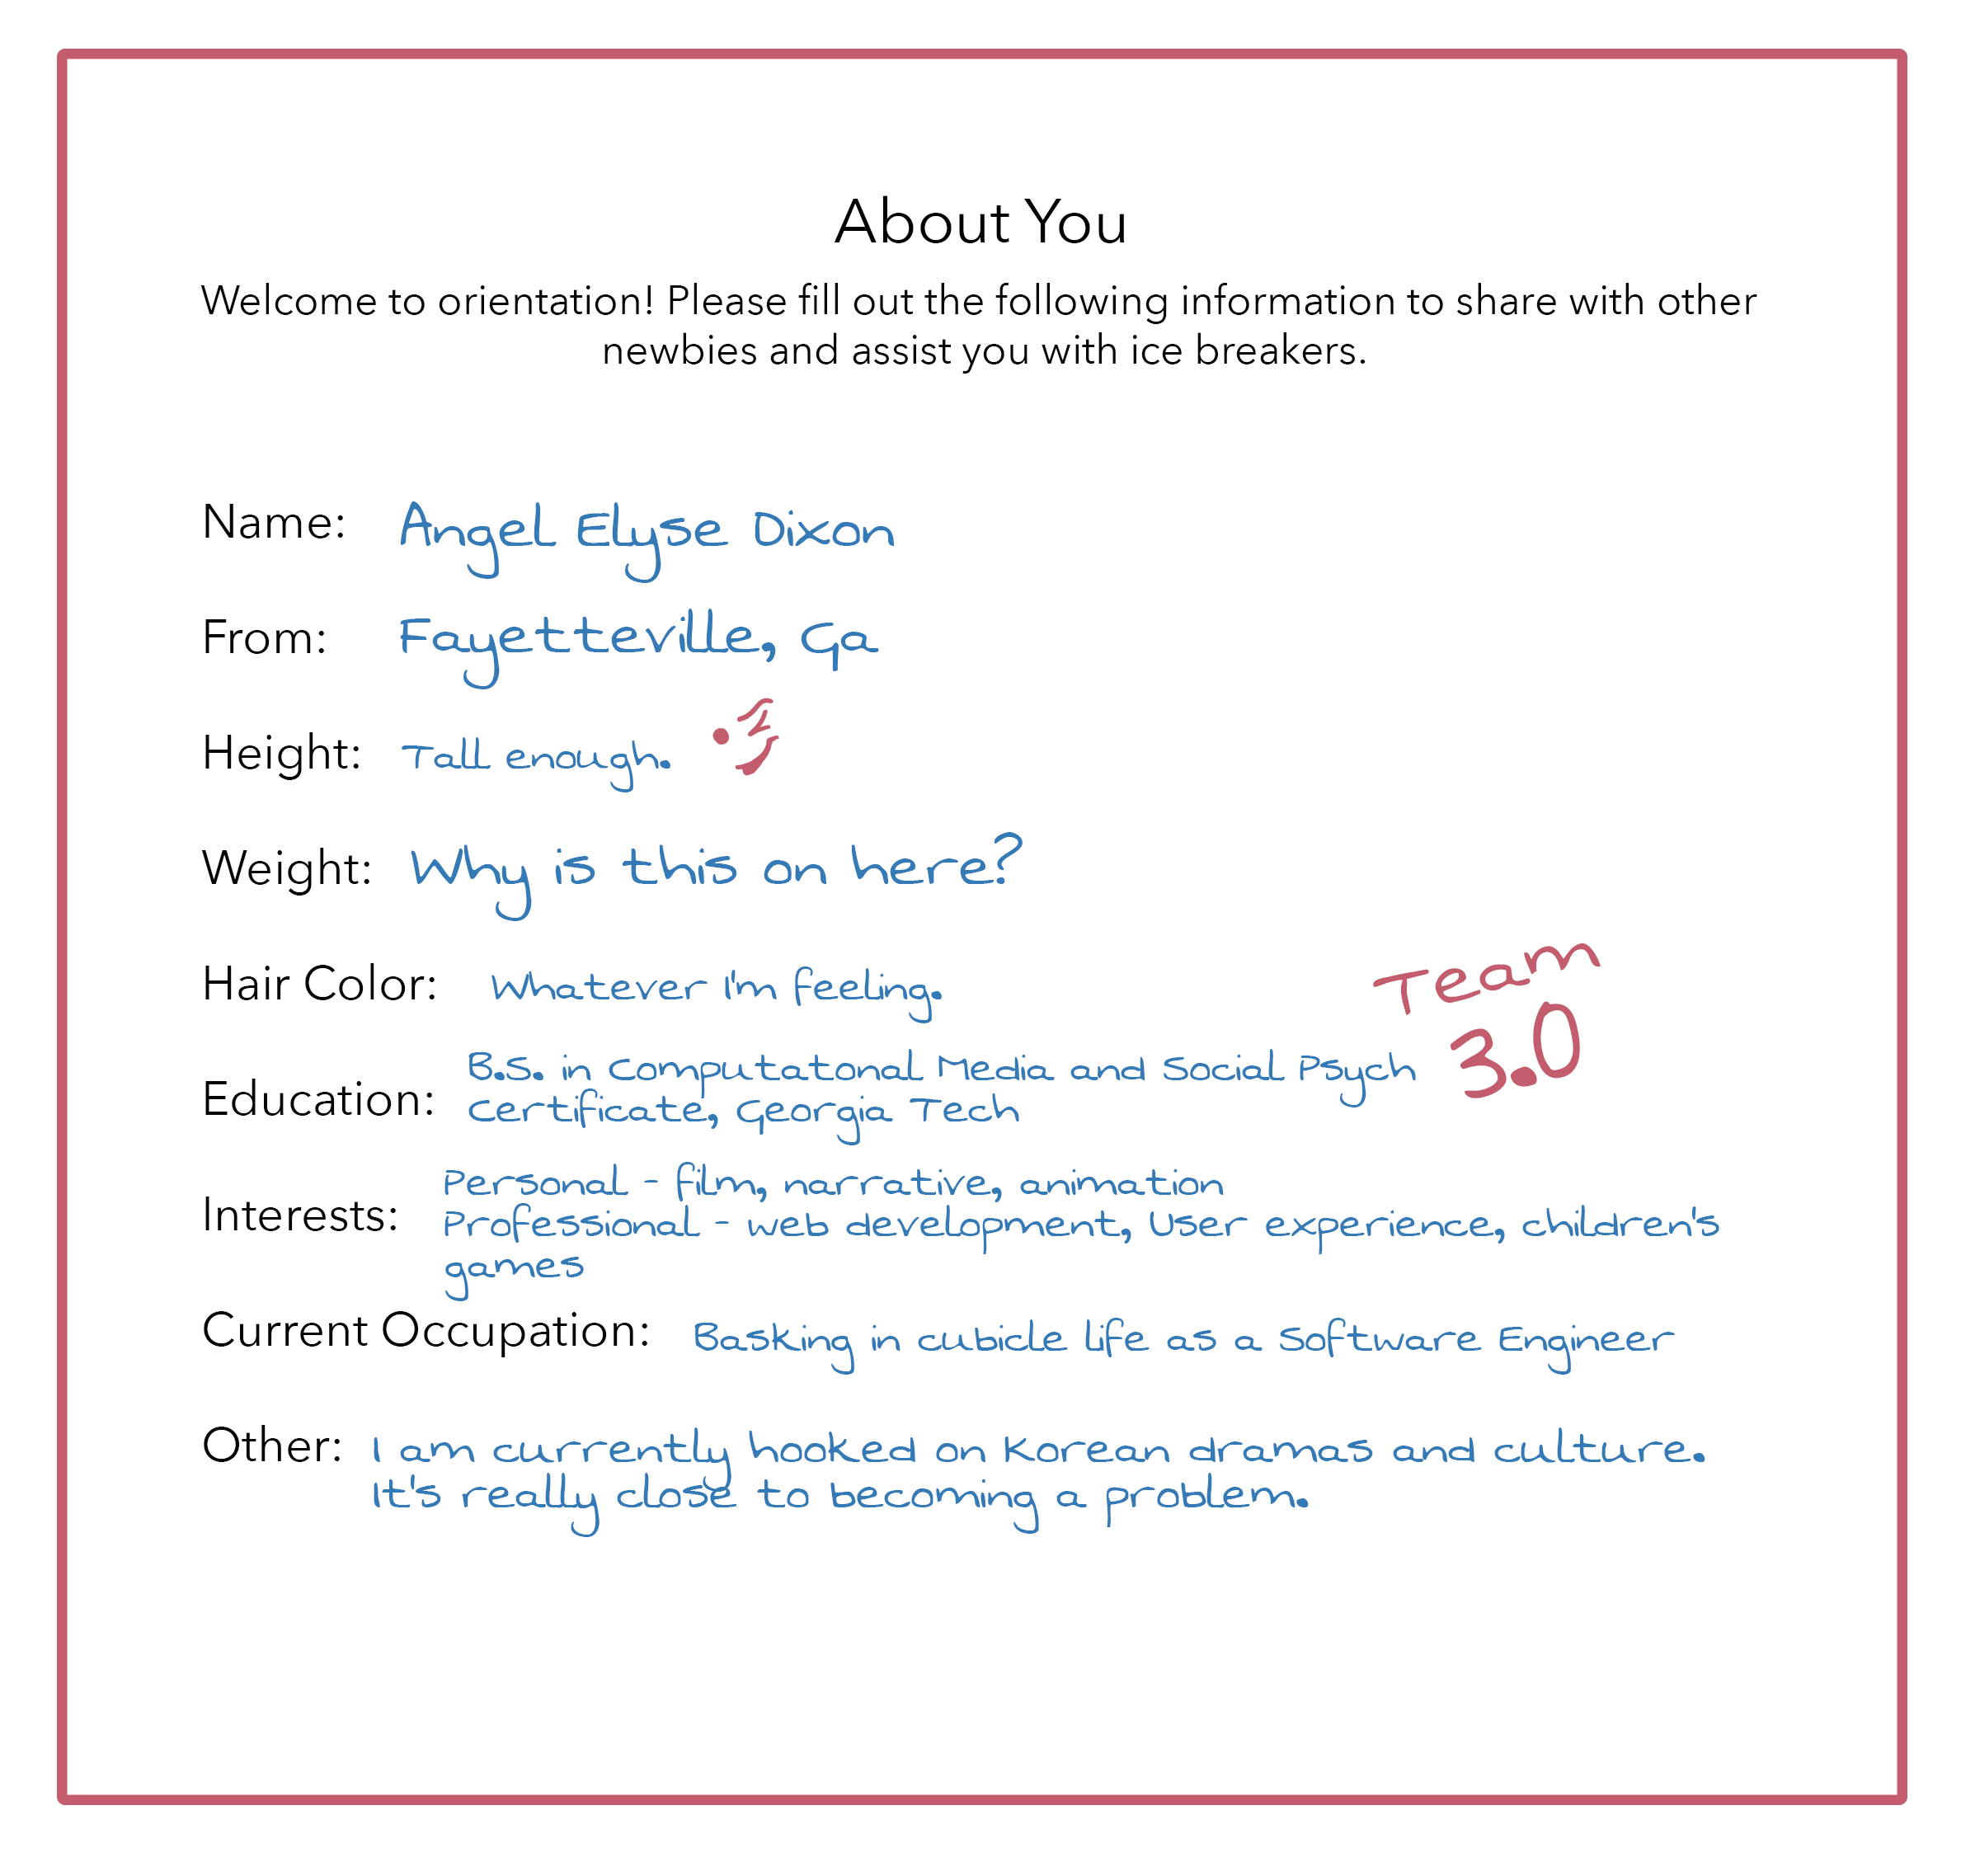 About You
Welcome to orientation! Please fill out the following information to share with other
newbies and assist you with ice breakers.
Name: Angel Elyse Dixon
From: Fayetteville, Ga
Height: Tall enough.
Weight: Why is this on here?
Hair Color: Whatever I'm feeling.
Team
3.0
Education: B.S. in Computatonal Media and Social Psych
Certificate, Georgia Tech
Interests: Personal - film, narrative, animation
Professional - web development, User experience, children's
games
Current Occupation: Basking in cubicle life as a Software Engineer
Other: I am currently hooked on Korean dramas and culture.
It's really close to becoming a problem.